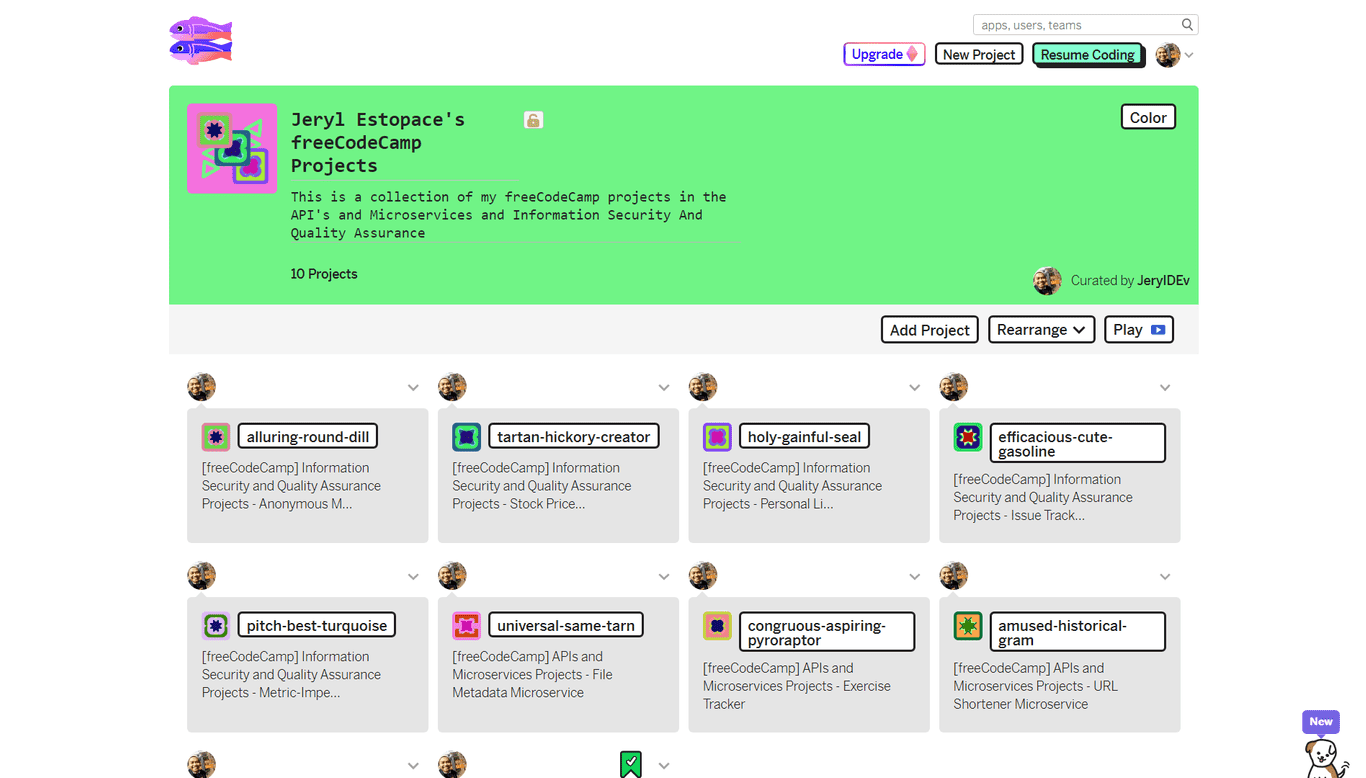 apps, users, teams
Upgrade
New Project
Resume Coding
Jeryl Estopace's
freeCodeCamp
Projects
Color
This is a collection of my freeCodeCamp projects in the
API's and Microservices and Information Security And
Quality Assurance
10 Projects
Curated by JerylDEv
Add Project
Rearrange
Play
alluring-round-dill
[freeCodeCamp] Information
Security and Quality Assurance
Projects - Anonymous M...
tartan-hickory-creator
[freeCodeCamp] Information
Security and Quality Assurance
Projects - Stock Price...
holy-gainful-seal
[freeCodeCamp] Information
Security and Quality Assurance
Projects - Personal Li...
efficacious-cute-
gasoline
[freeCodeCamp] Information
Security and Quality Assurance
Projects - Issue Track...
pitch-best-turquoise
[freeCodeCamp] Information
Security and Quality Assurance
Projects - Metric-Impe...
universal-same-tarn
[freeCodeCamp] APIs and
Microservices Projects - File
Metadata Microservice
congruous-aspiring-
pyroraptor
[freeCodeCamp] APIs and
Microservices Projects - Exercise
Tracker
amused-historical-
gram
[freeCodeCamp] APIs and
Microservices Projects - URL
Shortener Microservice
New